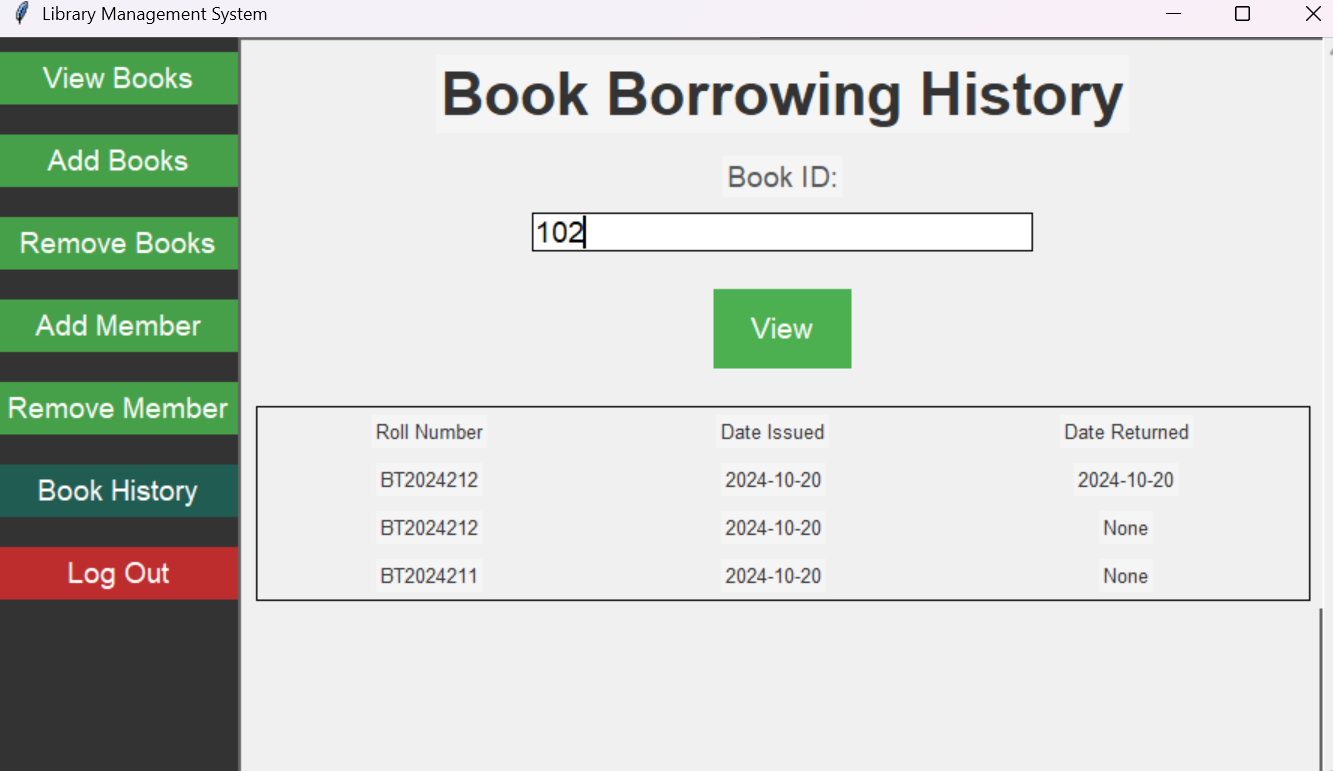 Library Management System
View Books
Add Books
Remove Books
Add Member
Remove Member
Book History
Log Out
Book Borrowing History
Book ID:
102
View
Roll Number Date Issued Date Returned
BT2024212 2024-10-20 2024-10-20
BT2024212 2024-10-20 None
BT2024211 2024-10-20 None